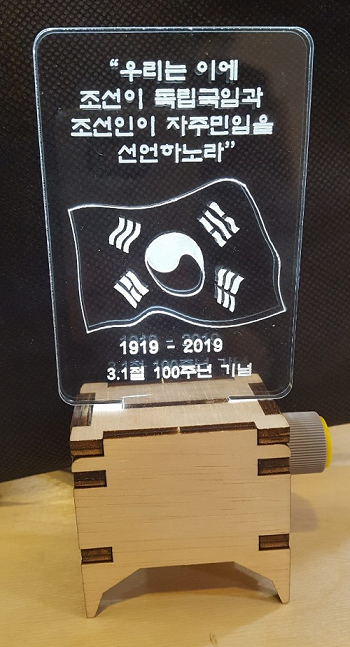 “우리는 이에
조선이 독립국임과
조선인이 자주민임을
선언하노라”
1919 - 2019
3.1절 100주년 기념